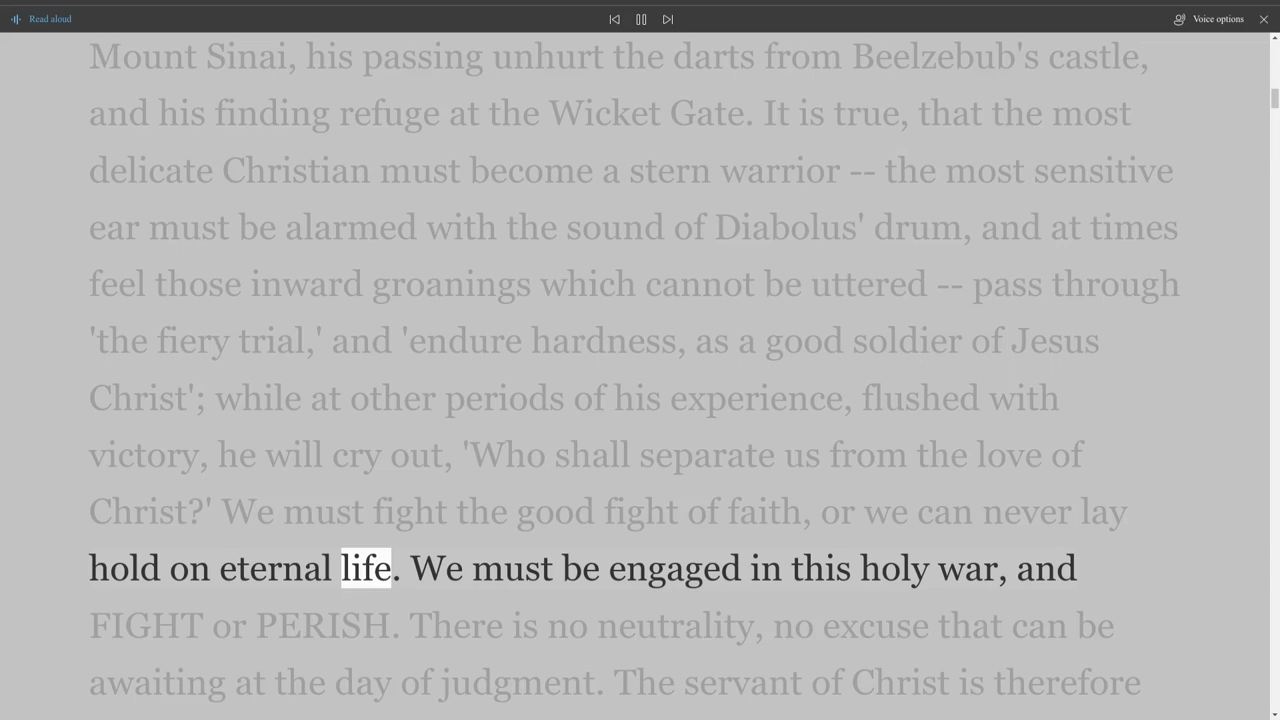 Read aloud
Voice options
Mount Sinai, his passing unhurt the darts from Beelzebub's castle,
and his finding refuge at the Wicket Gate. It is true, that the most
delicate Christian must become a stern warrior -- the most sensitive
ear must be alarmed with the sound of Diabolus' drum, and at times
feel those inward groanings which cannot be uttered -- pass through
'the fiery trial,' and 'endure hardness, as a good soldier of Jesus
Christ'; while at other periods of his experience, flushed with
victory, he will cry out, 'Who shall separate us from the love of
Christ?' We must fight the good fight of faith, or we can never lay
hold on eternal life. We must be engaged in this holy war, and
FIGHT or PERISH. There is no neutrality, no excuse that can be
awaiting at the day of judgment. The servant of Christ is therefore